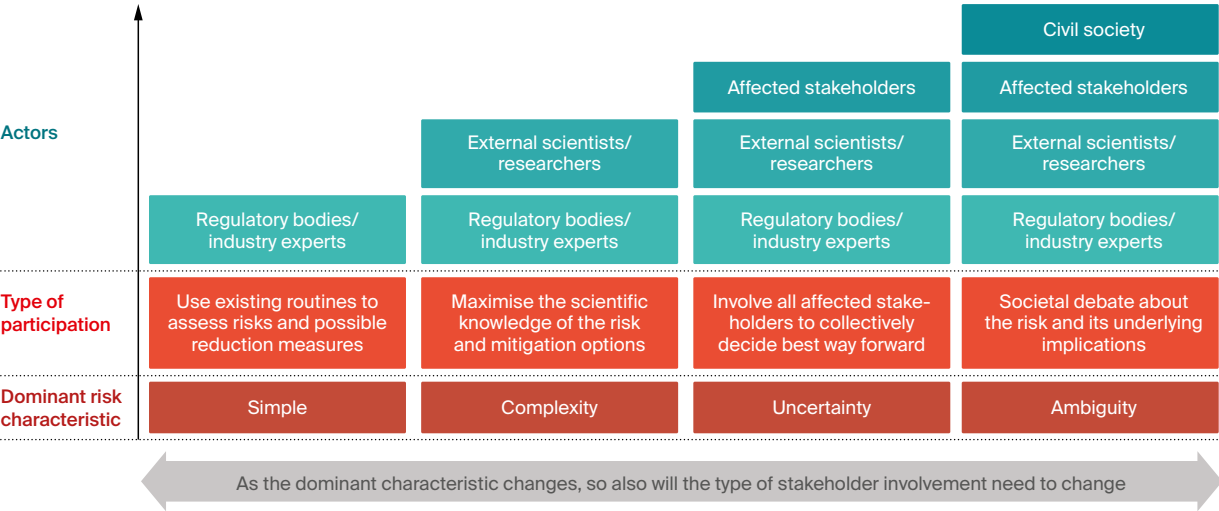 Civil society
Affected stakeholders
Affected stakeholders
Actors
External scientists/
researchers
External scientists/
researchers
External scientists/
researchers
Regulatory bodies/
industry experts
Regulatory bodies/
industry experts
Regulatory bodies/
industry experts
Regulatory bodies/
industry experts
Type of
participation
Use existing routines to
assess risks and possible
reduction measures
Maximise the scientific
knowledge of the risk
and mitigation options
Involve all affected stake-
holders to collectively
decide best way forward
Societal debate about
the risk and its underlying
implications
Dominant risk
characteristic
Simple
Complexity
Uncertainty
Ambiguity
As the dominant characteristic changes, so also will the type of stakeholder involvement need to change